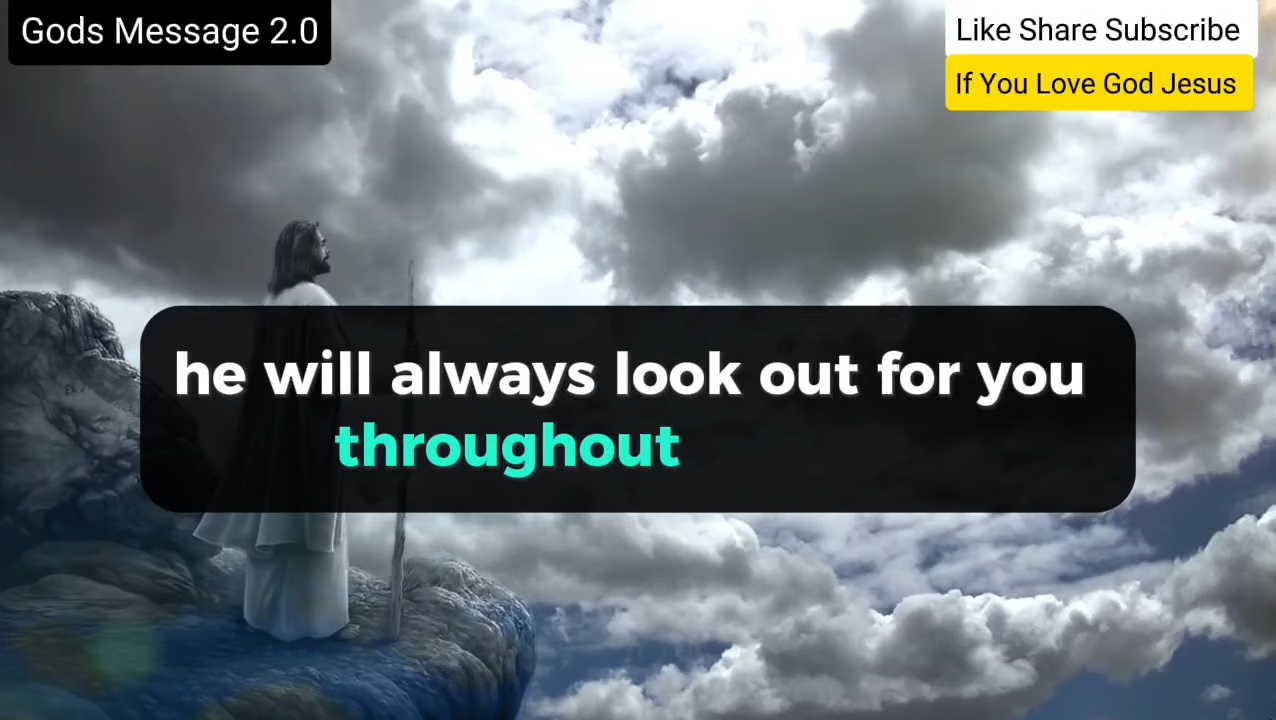 Gods Message 2.0
Like Share Subscribe
If You Love God Jesus
he will always look out for you
throughout